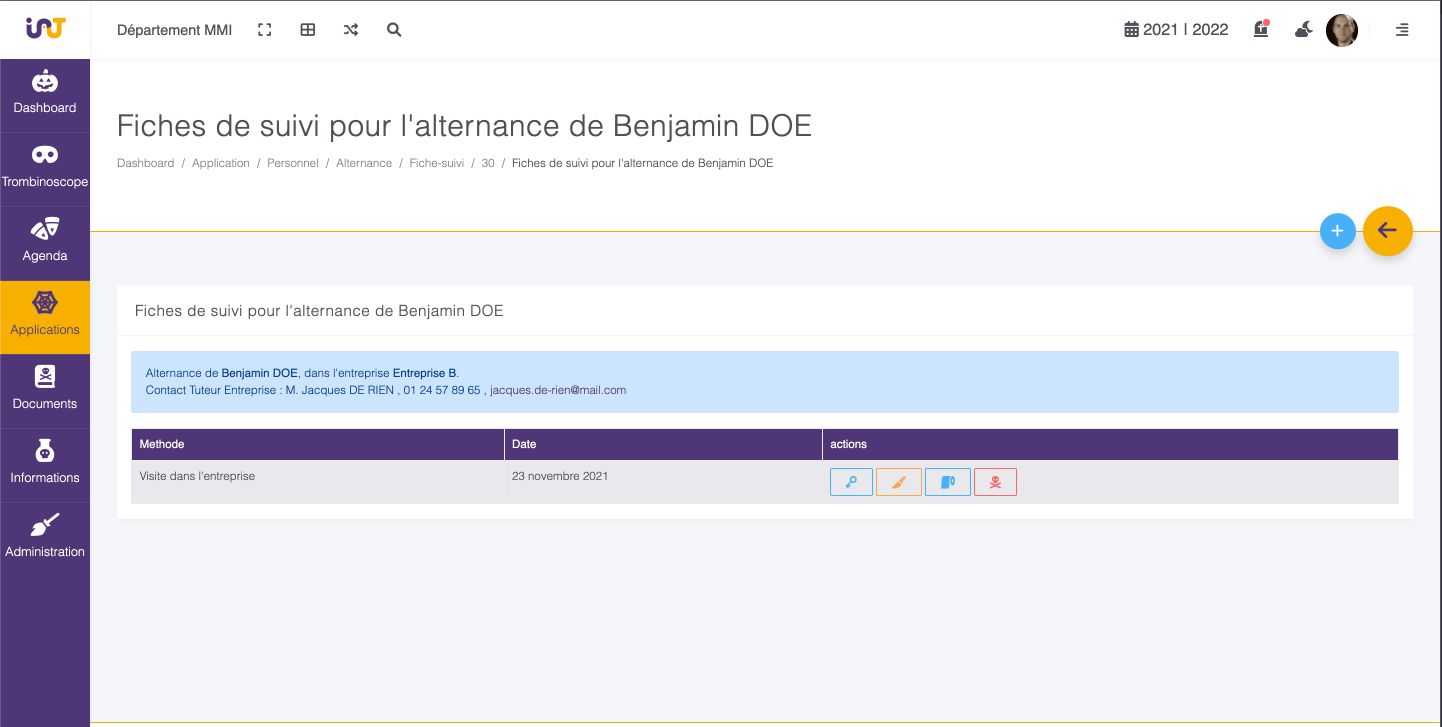 iUT
Département MMI
2021 | 2022
Dashboard
Trombinoscope
Agenda
Applications
Documents
Informations
Administration
Fiches de suivi pour l'alternance de Benjamin DOE
Dashboard / Application / Personnel / Alternance / Fiche-suivi / 30 / Fiches de suivi pour l'alternance de Benjamin DOE
Fiches de suivi pour l'alternance de Benjamin DOE
Alternance de Benjamin DOE, dans l'entreprise Entreprise B.
Contact Tuteur Entreprise : M. Jacques DE RIEN , 01 24 57 89 65 , jacques.de-rien@mail.com
Methode Date actions
Visite dans l'entreprise 23 novembre 2021